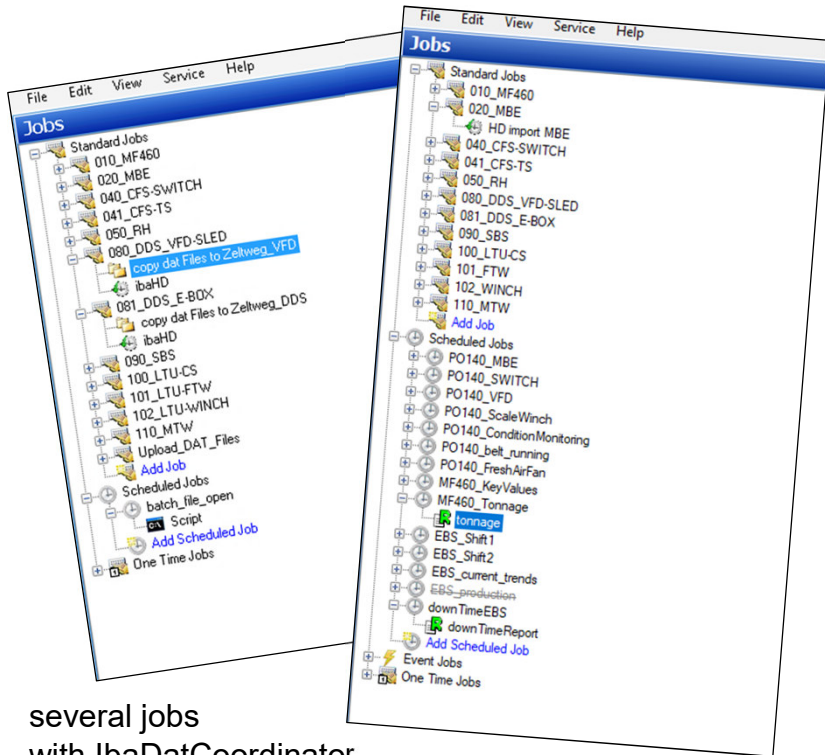 File Edit View Service Help
Jobs
Standard Jobs
010_MF460
020_MBE
040_CFS-SWITCH
041_CFS-TS
050_RH
080_DDS_VFD-SLED
copy dat Files to Zeltweg_VFD
ibaHD
081_DDS_E-BOX
copy dat Files to Zeltweg_DDS
ibaHD
090_SBS
100_LTU-CS
101_LTU-FTW
102_LTU-WINCH
110_MTW
Upload_DAT_Files
Add Job
Scheduled Jobs
batch_file_open
Script
Add Scheduled Job
One Time Jobs
File Edit View Service Help
Jobs
Standard Jobs
010_MF460
020_MBE
HD import MBE
040_CFS-SWITCH
041_CFS-TS
050_RH
080_DDS_VFD-SLED
081_DDS_E-BOX
090_SBS
100_LTU-CS
101_FTW
102_WINCH
110_MTW
Add Job
Scheduled Jobs
PO140_MBE
PO140_SWITCH
PO140_VFD
PO140_ScaleWinch
PO140_ConditionMonitoring
PO140_belt_running
PO140_FreshAirFan
MF460_KeyValues
MF460_Tonnage
tonnage
EBS_Shift1
EBS_Shift2
EBS_current_trends
EBS_production
downTimeEBS
downTimeReport
Add Scheduled Job
Event Jobs
One Time Jobs
several jobs
with IbaDatCoordinator